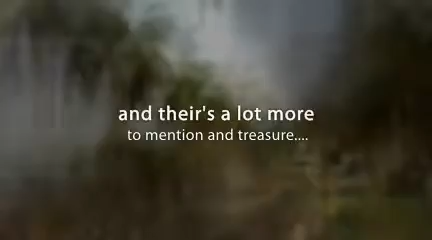 and their's a lot more
to mention and treasure....